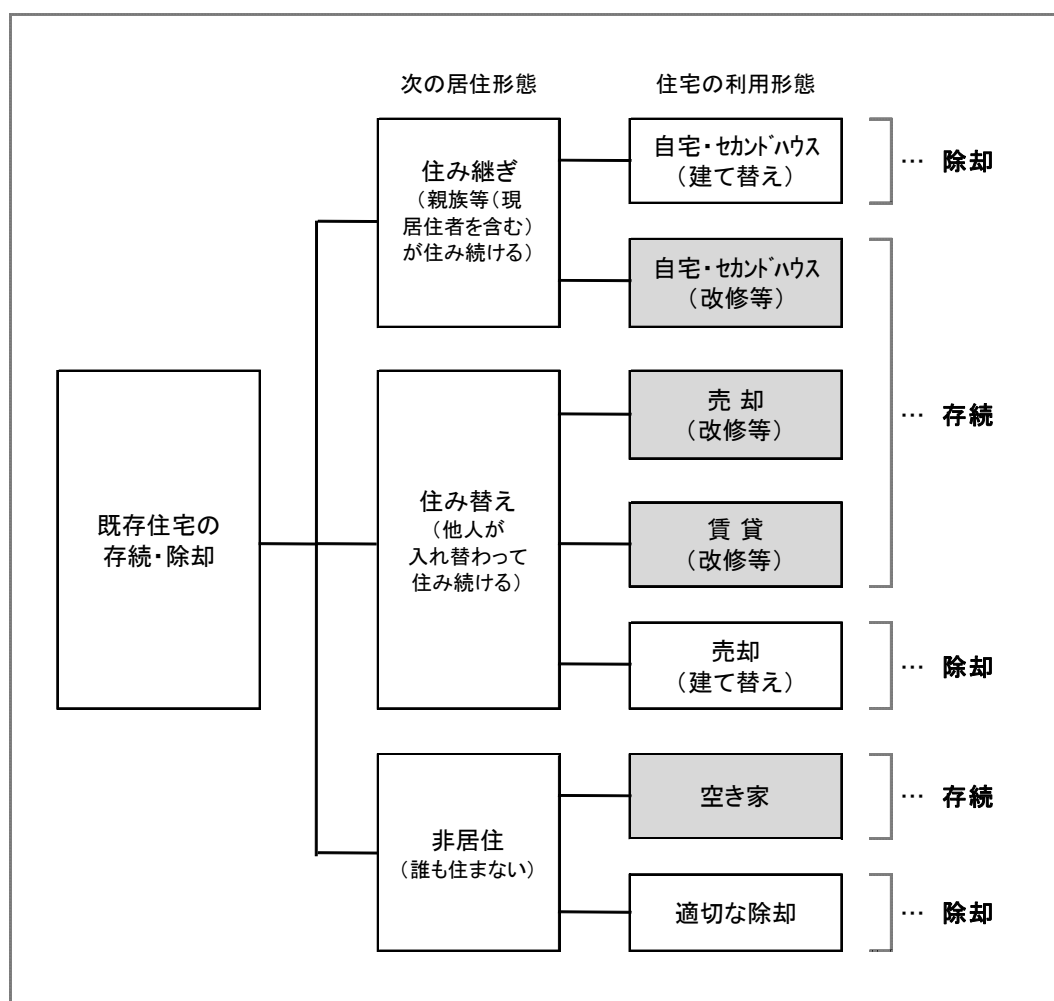 次の居住形態
住宅の利用形態
既存住宅の
存続・除却
住み継ぎ
（親族等（現
居住者を含む）
が住み続ける）
自宅・セカンドハウス
（建て替え）
… 除却
自宅・セカンドハウス
（改修等）
住み替え
（他人が
入れ替わって
住み続ける）
売 却
（改修等）
… 存続
賃 貸
（改修等）
売却
（建て替え）
… 除却
非居住
（誰も住まない）
空き家
… 存続
適切な除却
… 除却